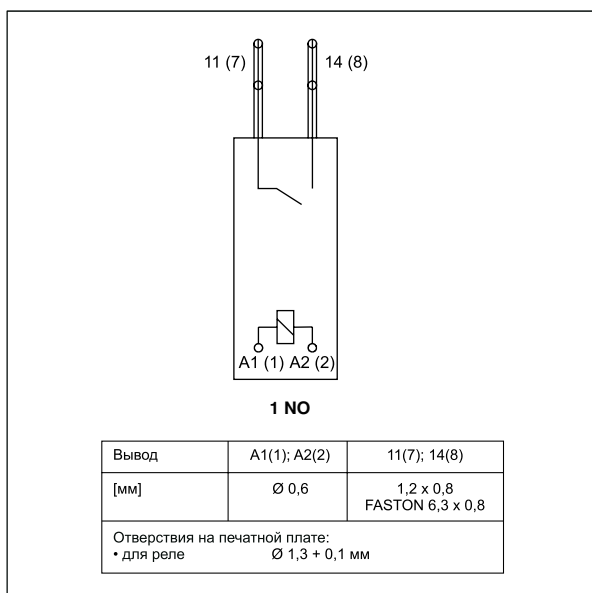 11 (7)
14 (8)
A1 (1) A2 (2)
1 NO
Вывод A1(1); A2(2) 11(7); 14(8)
[мм] Ø 0,6 1,2 x 0,8
FASTON 6,3 x 0,8
Отверстия на печатной плате:
• для реле Ø 1,3 + 0,1 мм